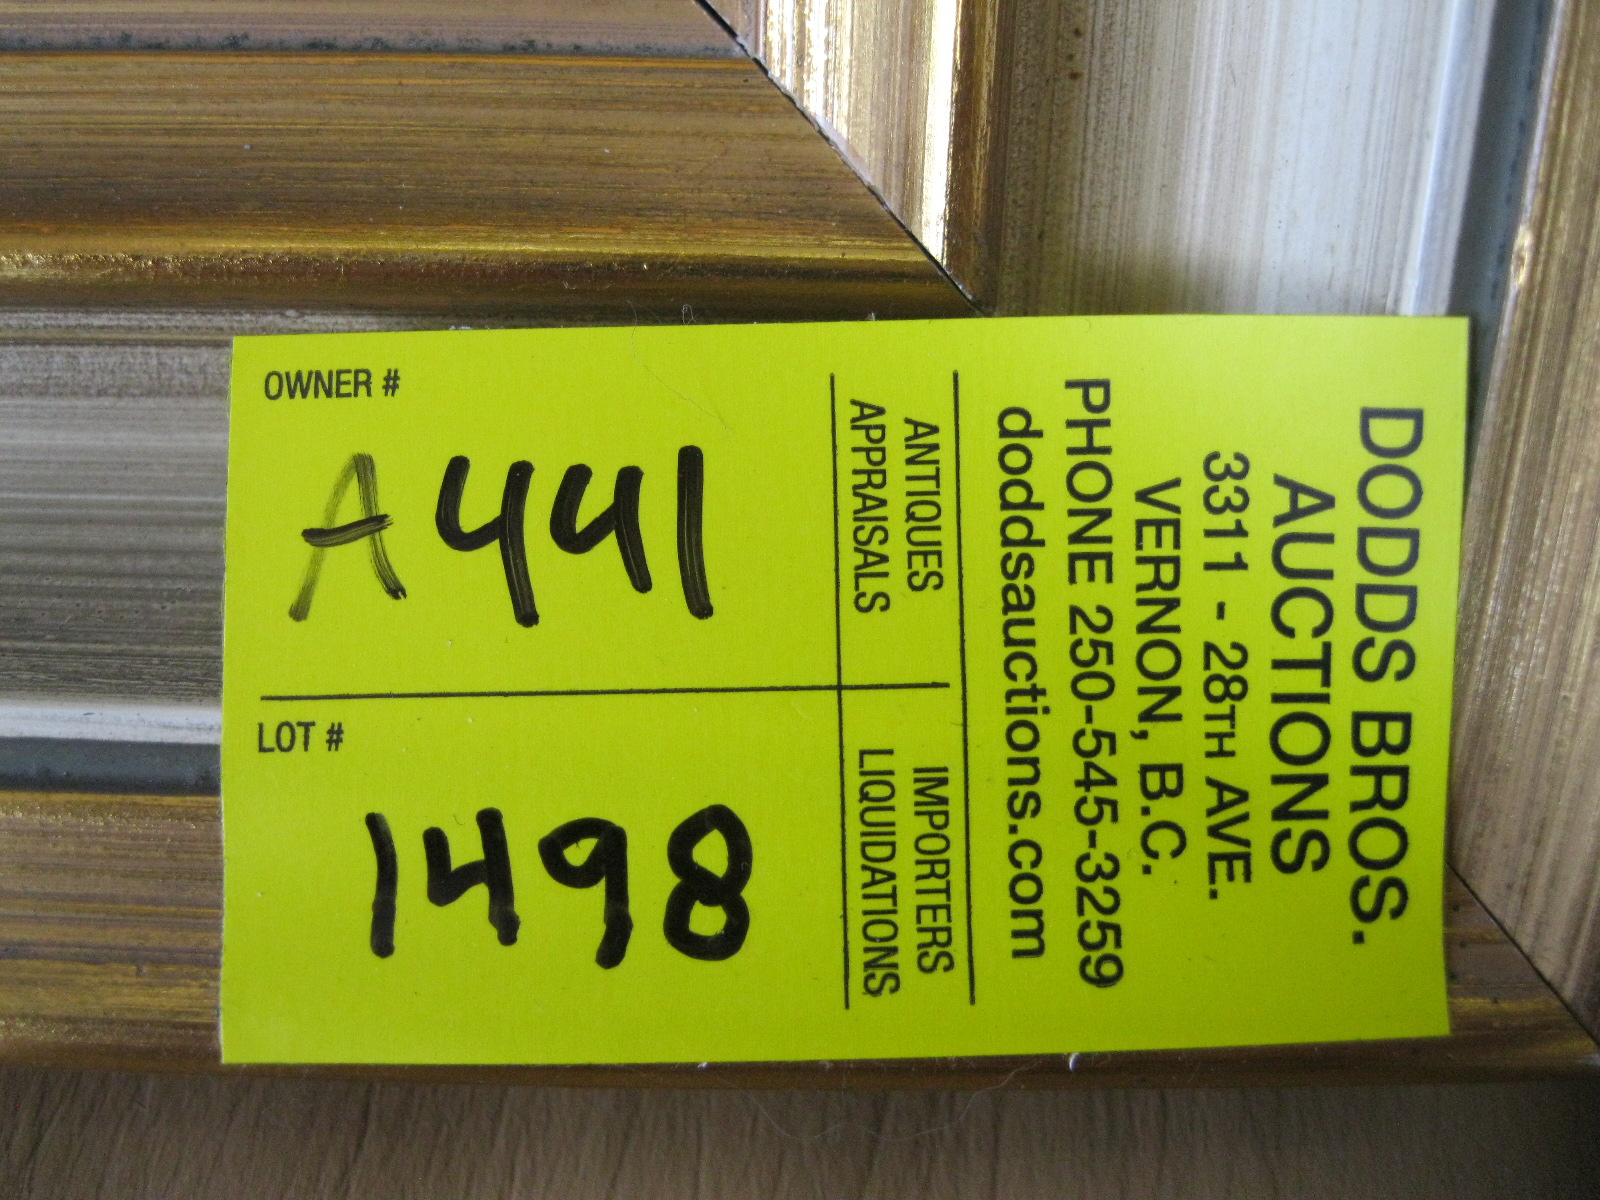 DODDS BROS.
AUCTIONS
3311 - 28TH AVE.
VERNON, B.C.
PHONE 250-545-3259
doddsauctions.com
ANTIQUES
APPRAISALS
IMPORTERS
LIQUIDATIONS
OWNER #
A 441
LOT #
1498